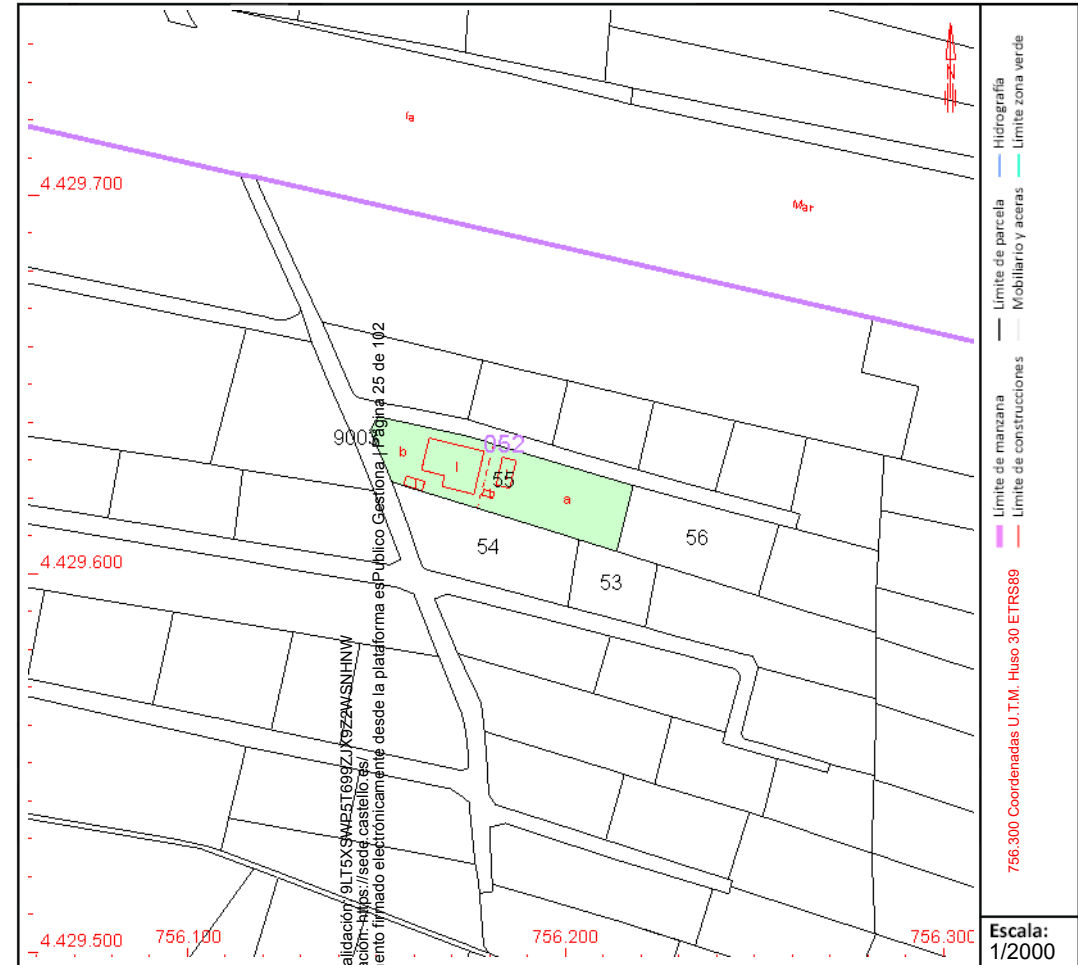 Ia
Mar
N
4.429.700
9003
052
b
I
55
a
56
54
53
4.429.600
4.429.500
756.100
756.200
756.300
alidación: 9LT5XSWP5T699ZJX9Z2WSNHNW
ación: https://sede.castello.es/
mento firmado electrónicamente desde la plataforma esPublico Gestiona | Página 25 de 102
Hidrografía
Límite zona verde
Límite de parcela
Mobiliario y aceras
Límite de manzana
Límite de construcciones
756.300 Coordenadas U.T.M. Huso 30 ETRS89
Escala:
1/2000